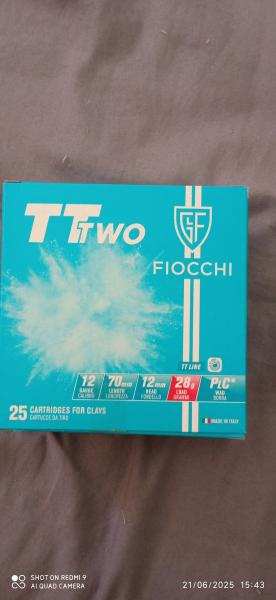 TT TWO
GF
FIOCCHI
TT LINE
12 GAUGE CALIBRO
70mm LENGTH LUNGHEZZA
12mm HEAD FONDELLO
28g LOAD GRAMMI
PLC* WAD BORRA
25 CARTRIDGES FOR CLAYS
CARTUCCE DA TIRO
MADE IN ITALY
SHOT ON REDMI 9
AI QUAD CAMERA
21/06/2025 15:43